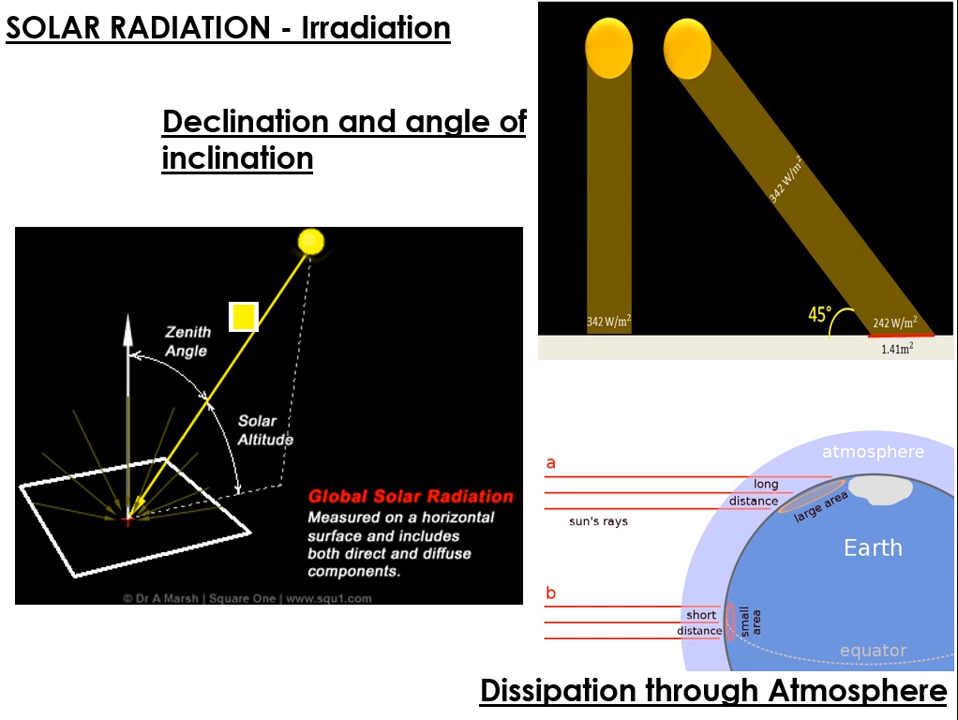 SOLAR RADIATION - Irradiation
Declination and angle of
inclination
342 W/m²
342 W/m²
45°
242 W/m²
1.41m²
Zenith
Angle
Solar
Altitude
Global Solar Radiation
Measured on a horizontal
surface and includes
both direct and diffuse
components.
© Dr A Marsh | Square One | www.squ1.com
atmosphere
a
long
distance
large area
sun's rays
Earth
b
short
distance
small
area
equator
Dissipation through Atmosphere